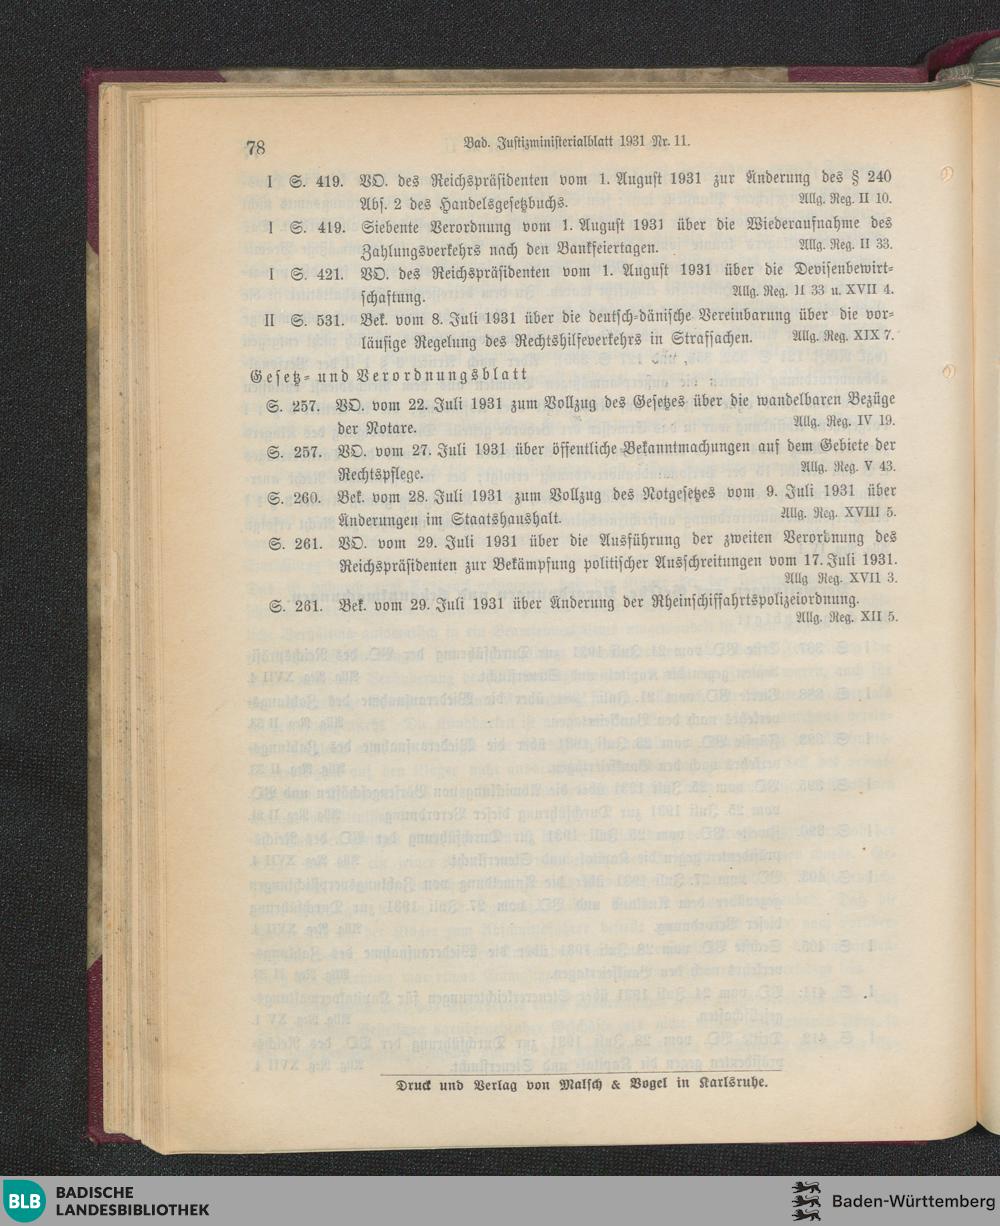 78
Bad. Justizministerialblatt 1931 Nr. 11.
I S. 419. VO. des Reichspräsidenten vom 1. August 1931 zur Änderung des § 240
Abs. 2 des Handelsgesetzbuchs. Allg. Reg. II 10.
I S. 419. Siebente Verordnung vom 1. August 1931 über die Wiederaufnahme des
Zahlungsverkehrs nach den Bankfeiertagen. Allg. Reg. II 33.
I S. 421. VO. des Reichspräsidenten vom 1. August 1931 über die Devisenbewirt-
schaftung. Allg. Reg. II 33 u. XVII 4.
II S. 531. Bek. vom 8. Juli 1931 über die deutsch-dänische Vereinbarung über die vor-
läufige Regelung des Rechtshilfeverkehrs in Strafsachen. Allg. Reg. XIX 7.
Gesetz- und Verordnungsblatt
S. 257. VO. vom 22. Juli 1931 zum Vollzug des Gesetzes über die wandelbaren Bezüge
der Notare. Allg. Reg. IV 19.
S. 257. VO. vom 27. Juli 1931 über öffentliche Bekanntmachungen auf dem Gebiete der
Rechtspflege. Allg. Reg. V 43.
S. 260. Bek. vom 28. Juli 1931 zum Vollzug des Notgesetzes vom 9. Juli 1931 über
Änderungen im Staatshaushalt. Allg. Reg. XVIII 5.
S. 261. VO. vom 29. Juli 1931 über die Ausführung der zweiten Verordnung des
Reichspräsidenten zur Bekämpfung politischer Ausschreitungen vom 17. Juli 1931.
Allg Reg. XVII 3.
S. 261. Bek. vom 29. Juli 1931 über Änderung der Rheinschiffahrtspolizeiordnung.
Allg. Reg. XII 5.
Druck und Verlag von Malsch & Vogel in Karlsruhe.
BLB
BADISCHE
LANDESBIBLIOTHEK
Baden-Württemberg